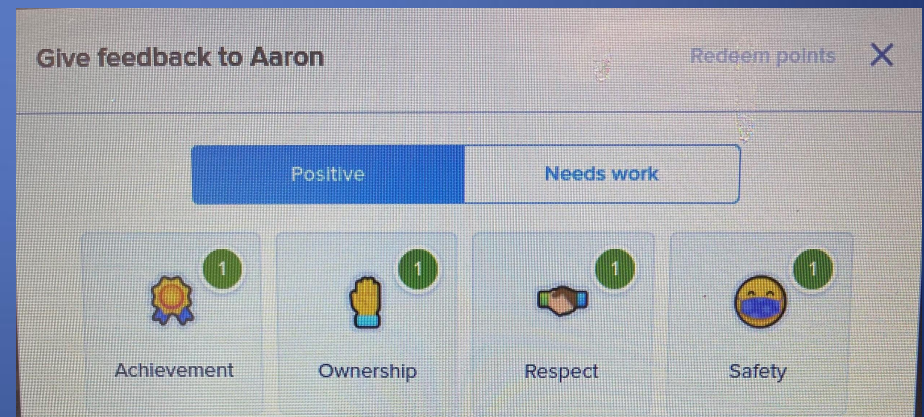 Give feedback to Aaron
Redeem points
Positive
Needs work
1
1
1
1
Achievement
Ownership
Respect
Safety